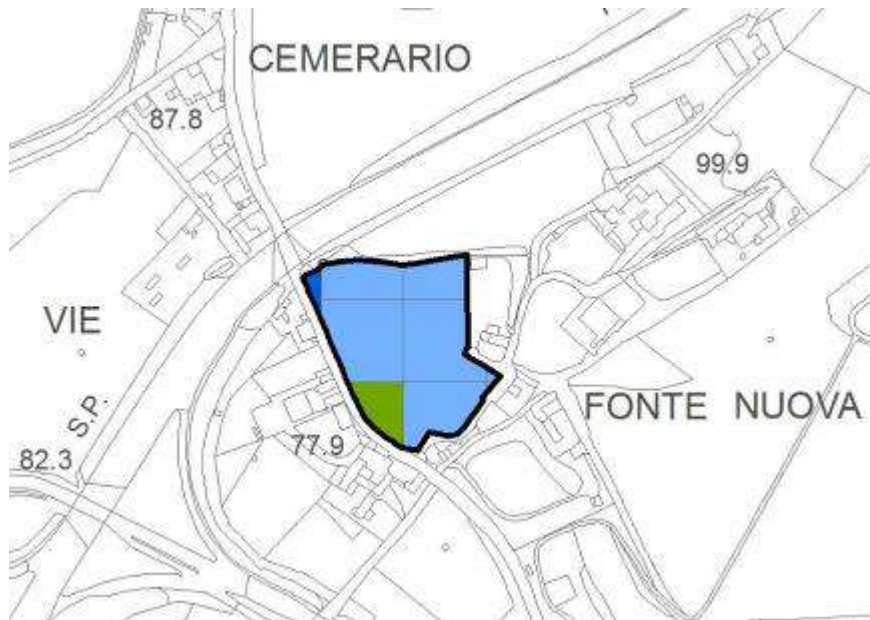 CEMERARIO
87.8
99.9
VIE
FONTE NUOVA
S.P.
77.9
82.3